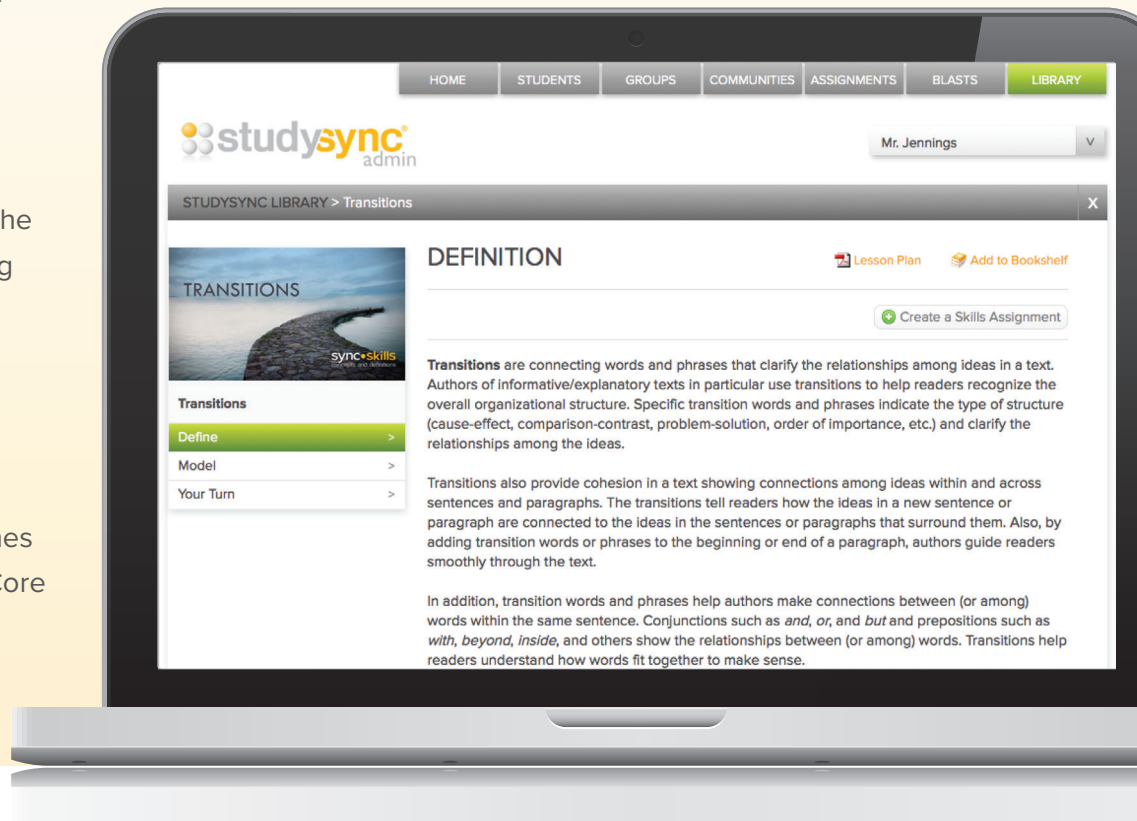 he
g
nes
Core
HOME STUDENTS GROUPS COMMUNITIES ASSIGNMENTS BLASTS LIBRARY
studysync®
admin
Mr. Jennings V
STUDYSYNC LIBRARY > Transitions X
TRANSITIONS
sync•skills
concepts and definitions
Transitions
Define >
Model >
Your Turn >
DEFINITION
Lesson Plan
Add to Bookshelf
Create a Skills Assignment
Transitions are connecting words and phrases that clarify the relationships among ideas in a text.
Authors of informative/explanatory texts in particular use transitions to help readers recognize the
overall organizational structure. Specific transition words and phrases indicate the type of structure
(cause-effect, comparison-contrast, problem-solution, order of importance, etc.) and clarify the
relationships among the ideas.
Transitions also provide cohesion in a text showing connections among ideas within and across
sentences and paragraphs. The transitions tell readers how the ideas in a new sentence or
paragraph are connected to the ideas in the sentences or paragraphs that surround them. Also, by
adding transition words or phrases to the beginning or end of a paragraph, authors guide readers
smoothly through the text.
In addition, transition words and phrases help authors make connections between (or among)
words within the same sentence. Conjunctions such as and, or, and but and prepositions such as
with, beyond, inside, and others show the relationships between (or among) words. Transitions help
readers understand how words fit together to make sense.